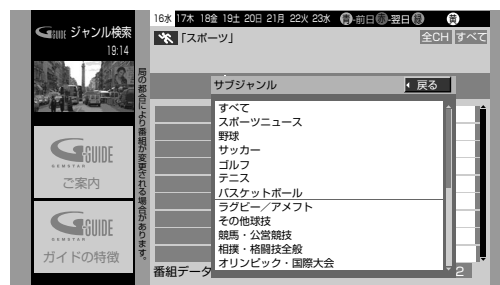 GGUIDE ジャンル検索
19:14
局の都合により番組が変更される場合があります。
G-GUIDE
GEMSTAR
ご案内
G-GUIDE
GEMSTAR
ガイドの特徴
16水 17木 18金 19土 20日 21月 22火 23水 青-前日 赤-翌日 緑 黄
「スポーツ」
全CH すべて
サブジャンル
戻る
すべて
スポーツニュース
野球
サッカー
ゴルフ
テニス
バスケットボール
ラグビー／アメフト
その他球技
競馬・公営競技
相撲・格闘技全般
オリンピック・国際大会
番組データ
2